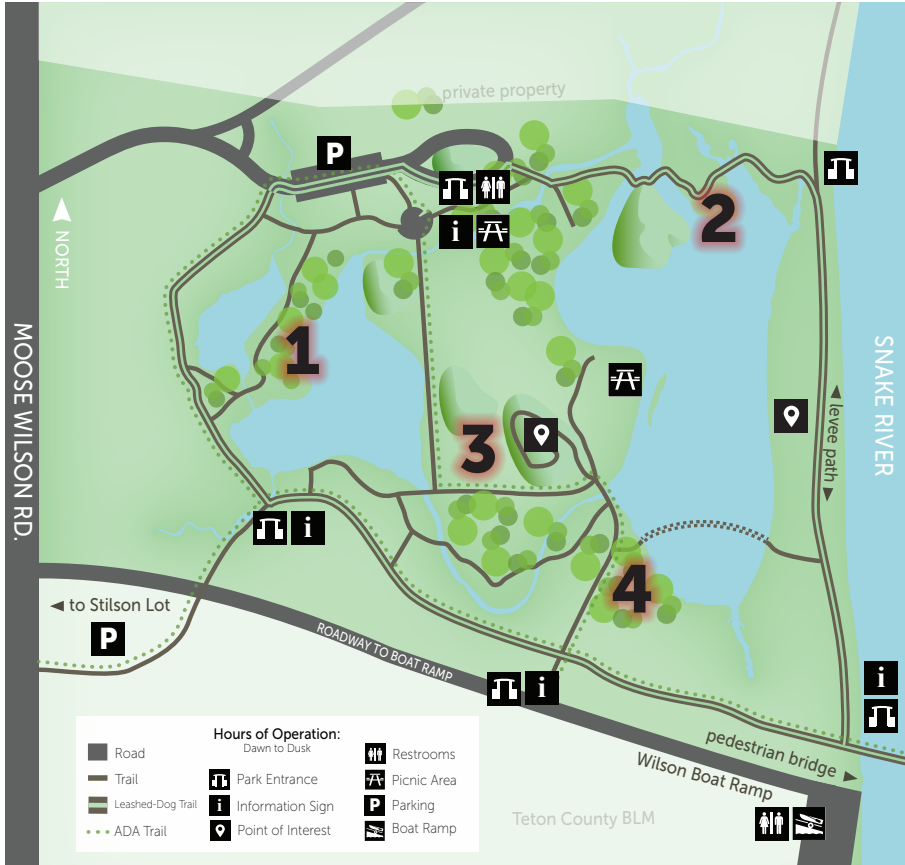 private property
P
2
i
NORTH
MOOSE WILSON RD.
1
SNAKE RIVER
levee path
3
i
4
to Stilson Lot
P
ROADWAY TO BOAT RAMP
i
i
pedestrian bridge
Wilson Boat Ramp
Teton County BLM
Hours of Operation:
Dawn to Dusk
Road
Trail
Leashed-Dog Trail
ADA Trail
Park Entrance
i Information Sign
Point of Interest
Restrooms
Picnic Area
P Parking
Boat Ramp